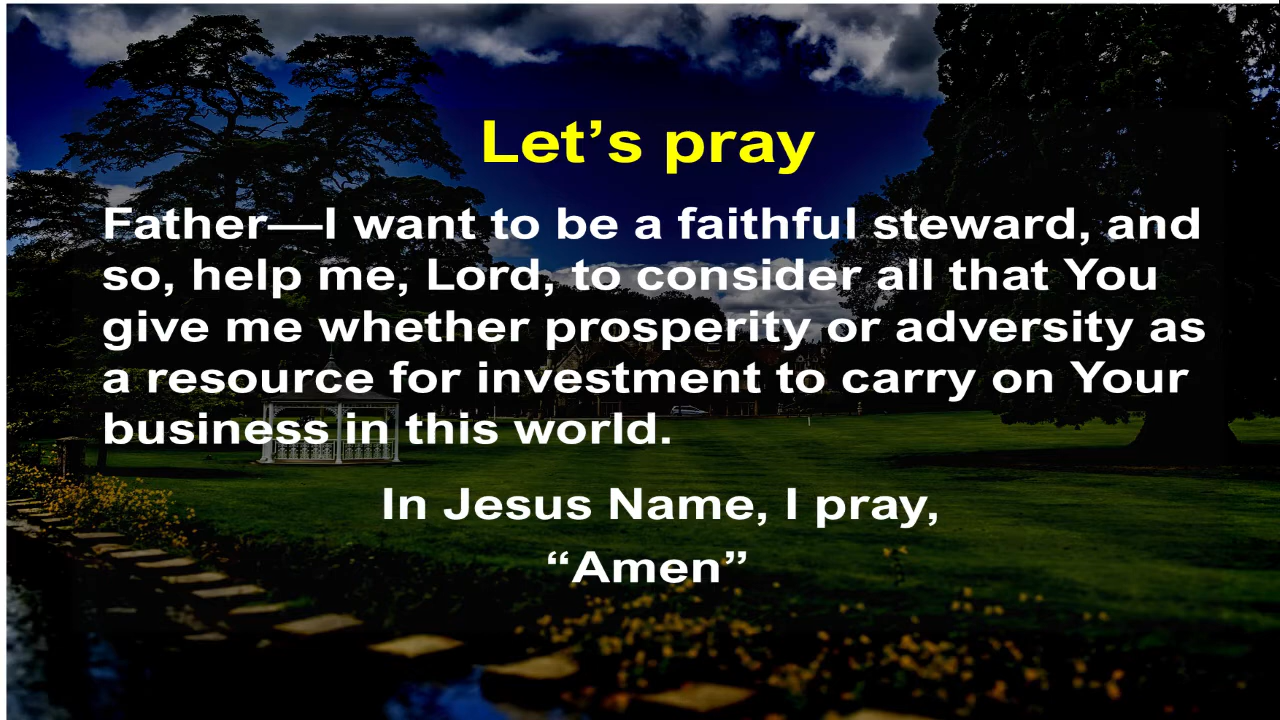 Let’s pray
Father—I want to be a faithful steward, and
so, help me, Lord, to consider all that You
give me whether prosperity or adversity as
a resource for investment to carry on Your
business in this world.
In Jesus Name, I pray,
“Amen”